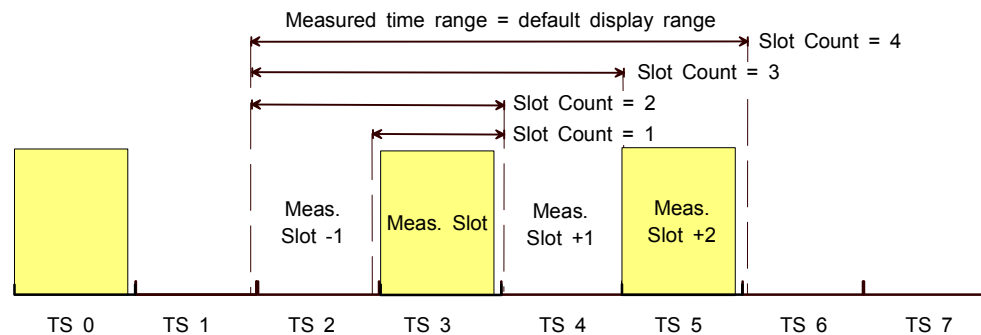 Measured time range = default display range
Slot Count = 4
Slot Count = 3
Slot Count = 2
Slot Count = 1
Meas.
Slot -1
Meas. Slot
Meas.
Slot +1
Meas.
Slot +2
TS 0
TS 1
TS 2
TS 3
TS 4
TS 5
TS 6
TS 7